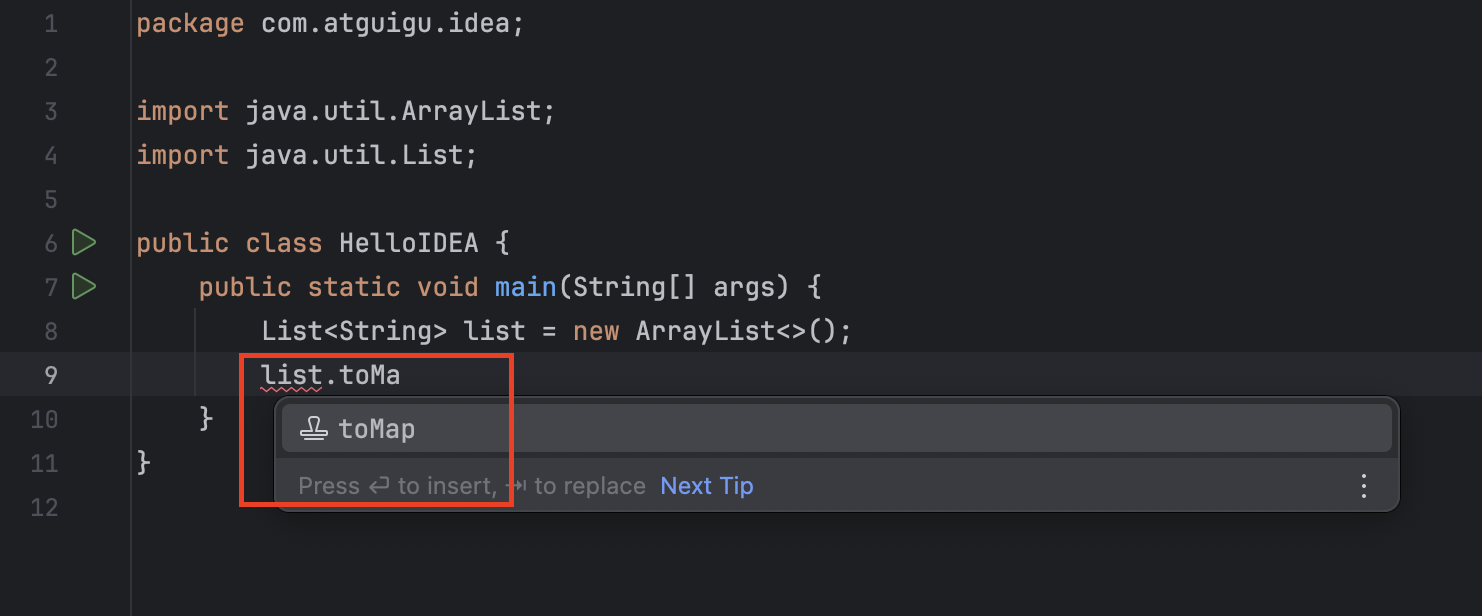 1 package com.atguigu.idea;
2
3 import java.util.ArrayList;
4 import java.util.List;
5
6 public class HelloIDEA {
7 public static void main(String[] args) {
8 List<String> list = new ArrayList<>();
9 list.toMa
10 }
toMap
11 }
Press ⏎ to insert, ⇥ to replace Next Tip
12